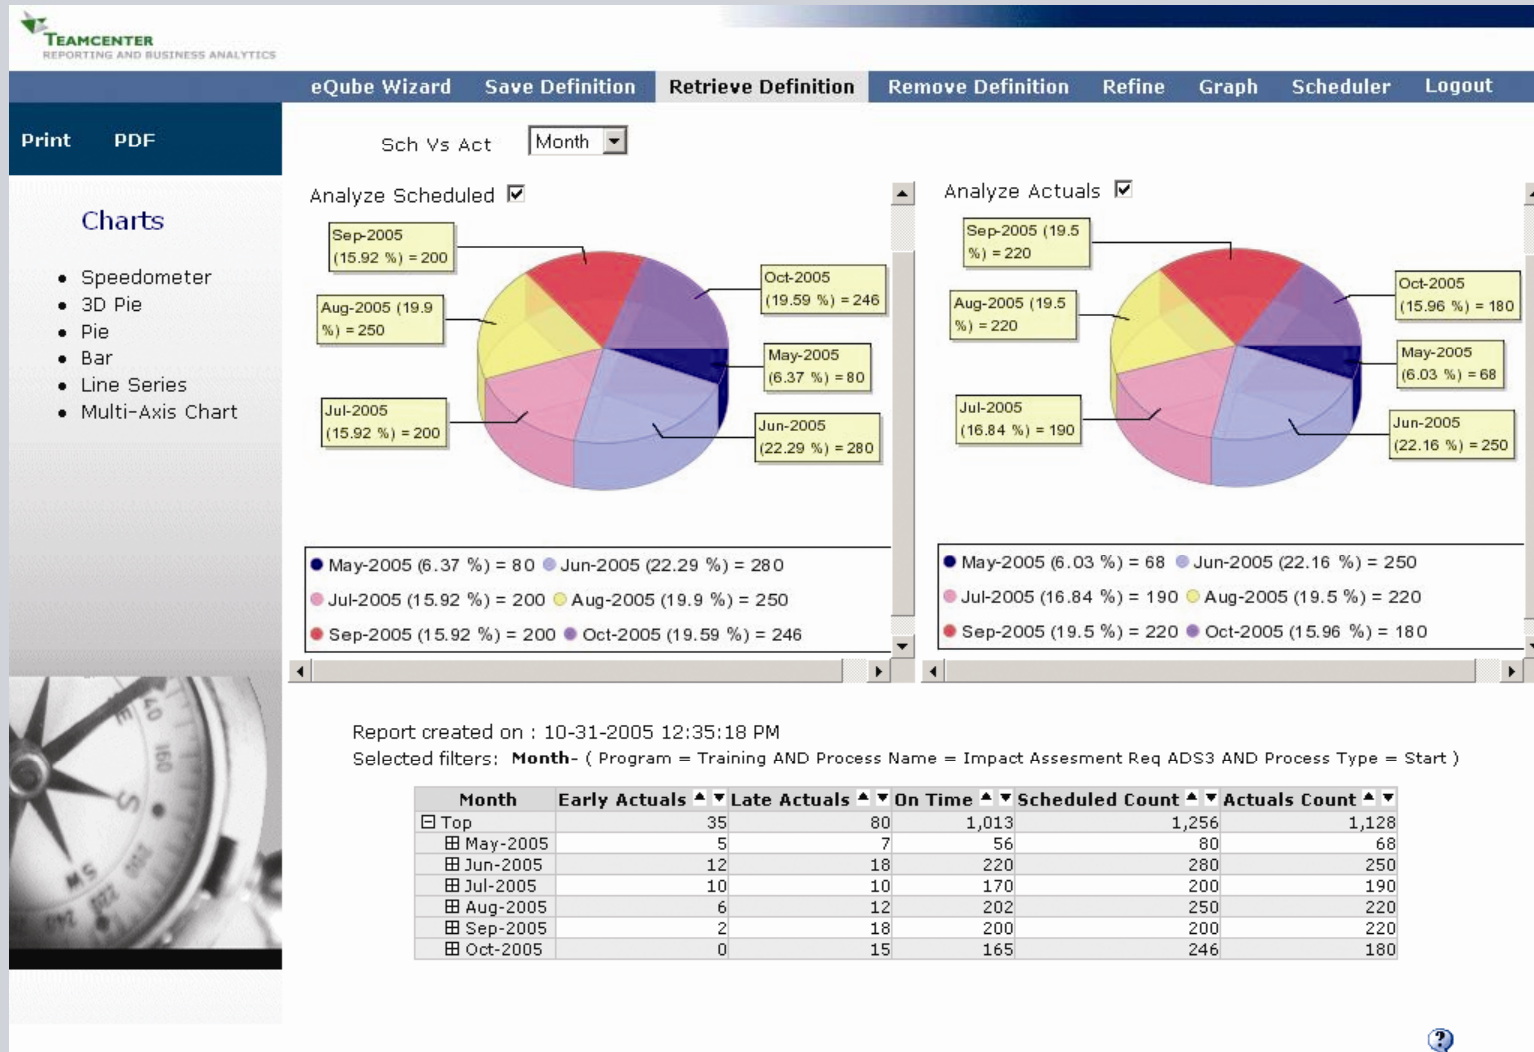 TEAMCENTER
REPORTING AND BUSINESS ANALYTICS
eQube Wizard Save Definition Retrieve Definition Remove Definition Refine Graph Scheduler Logout
Print PDF
Sch Vs Act Month
Charts
Speedometer
3D Pie
Pie
Bar
Line Series
Multi-Axis Chart
Analyze Scheduled
Sep-2005
(15.92 %) = 200
Oct-2005
(19.59 %) = 246
Aug-2005 (19.9
%) = 250
May-2005
(6.37 %) = 80
Jul-2005
(15.92 %) = 200
Jun-2005
(22.29 %) = 280
May-2005 (6.37 %) = 80 Jun-2005 (22.29 %) = 280
Jul-2005 (15.92 %) = 200 Aug-2005 (19.9 %) = 250
Sep-2005 (15.92 %) = 200 Oct-2005 (19.59 %) = 246
Analyze Actuals
Sep-2005 (19.5
%) = 220
Oct-2005
(15.96 %) = 180
Aug-2005 (19.5
%) = 220
May-2005
(6.03 %) = 68
Jul-2005
(16.84 %) = 190
Jun-2005
(22.16 %) = 250
May-2005 (6.03 %) = 68 Jun-2005 (22.16 %) = 250
Jul-2005 (16.84 %) = 190 Aug-2005 (19.5 %) = 220
Sep-2005 (19.5 %) = 220 Oct-2005 (15.96 %) = 180
Report created on : 10-31-2005 12:35:18 PM
Selected filters: Month- ( Program = Training AND Process Name = Impact Assesment Req ADS3 AND Process Type = Start )
Month Early Actuals Late Actuals On Time Scheduled Count Actuals Count
Top 35 80 1,013 1,256 1,128
May-2005 5 7 56 80 68
Jun-2005 12 18 220 280 250
Jul-2005 10 10 170 200 190
Aug-2005 6 12 202 250 220
Sep-2005 2 18 200 200 220
Oct-2005 0 15 165 246 180
E
40
160
S
SW
200
220
240
?